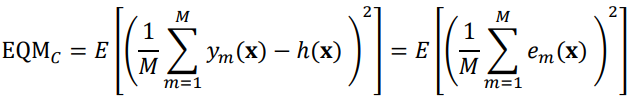 EQM_C = E [ ( 1/M ∑_{m=1}^{M} y_m(𝐱) − h(𝐱) )² ] = E [ ( 1/M ∑_{m=1}^{M} e_m(𝐱) )² ]